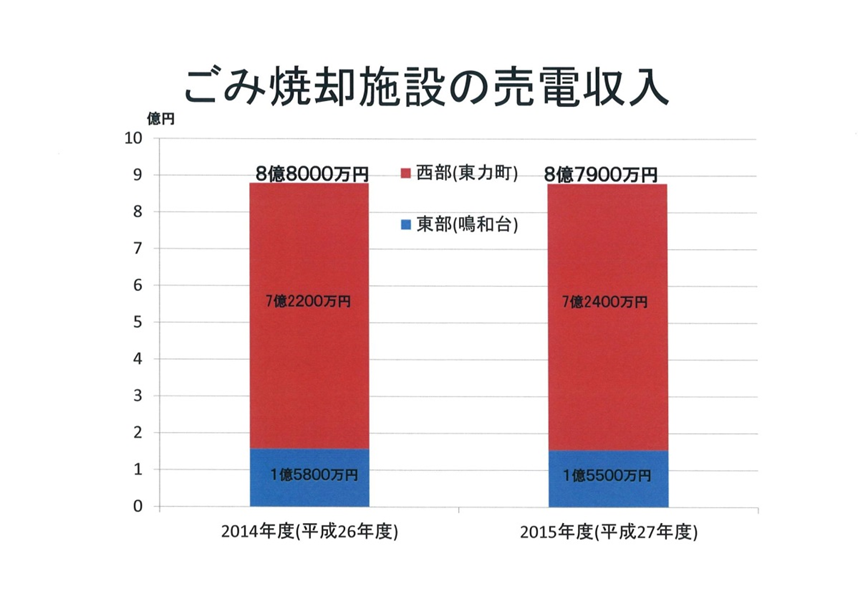 ごみ焼却施設の売電収入
億円
10
9
8
7
6
5
4
3
2
1
0
8億8000万円
西部(東力町)
8億7900万円
東部(鳴和台)
7億2200万円
7億2400万円
1億5800万円
1億5500万円
2014年度(平成26年度)
2015年度(平成27年度)